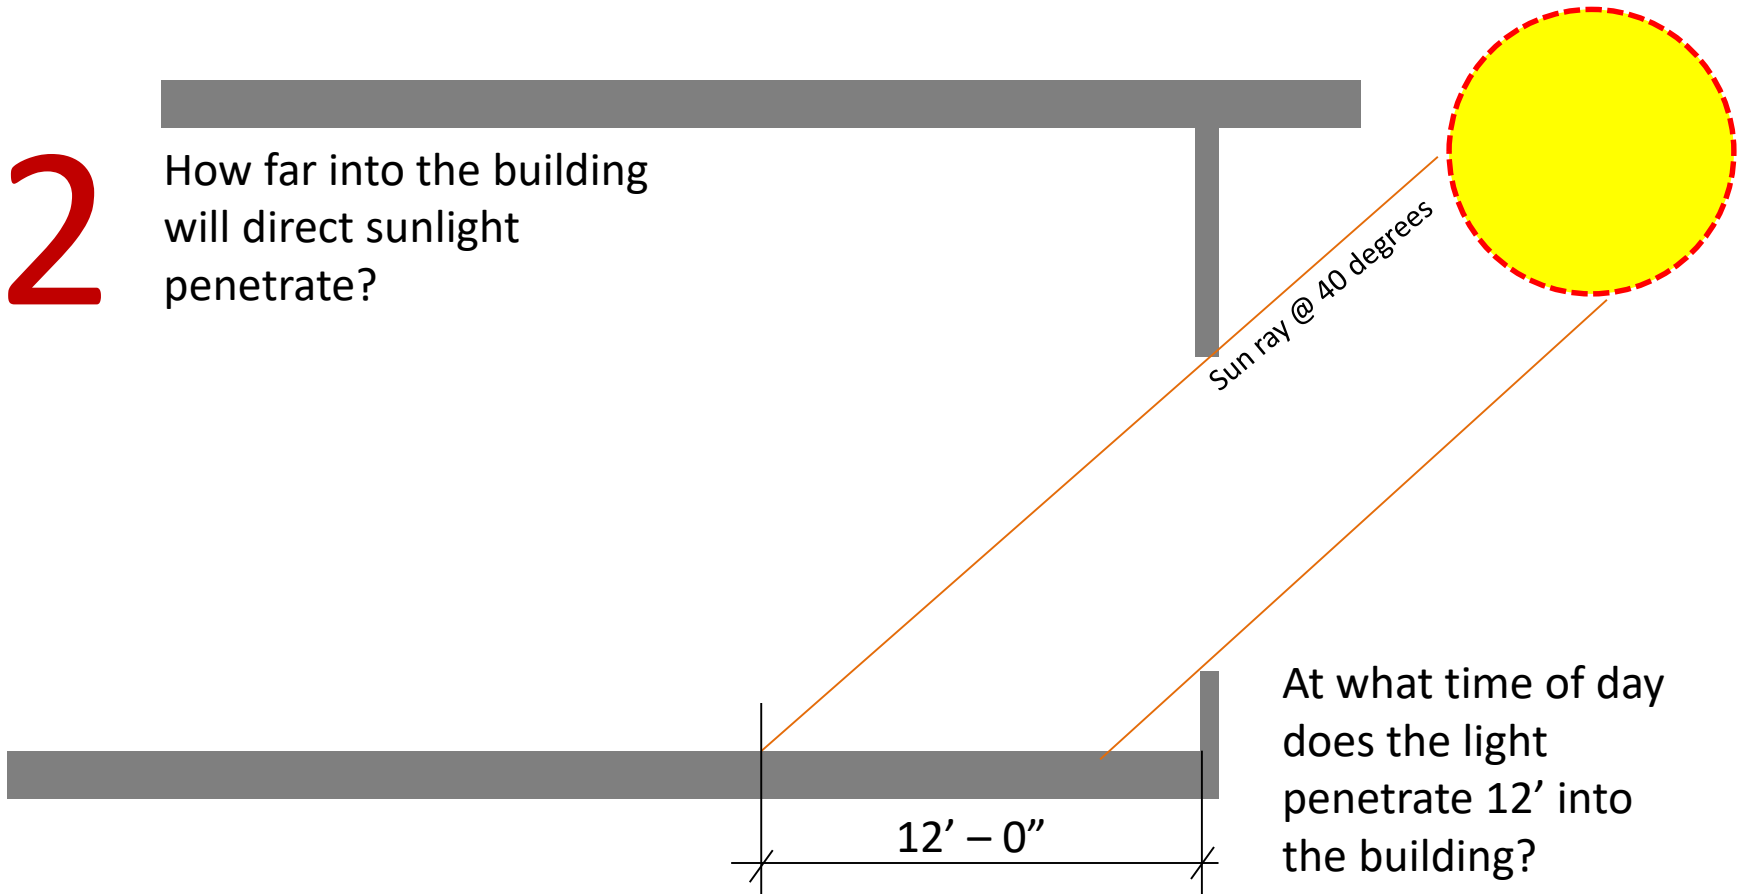 2
How far into the building
will direct sunlight
penetrate?
Sun ray @ 40 degrees
At what time of day
does the light
penetrate 12’ into
the building?
12’ – 0”